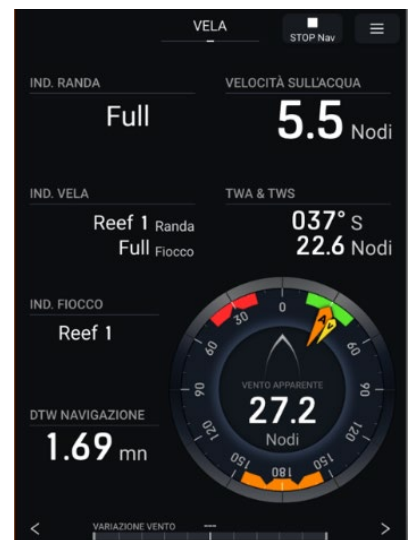 VELA
STOP Nav
IND. RANDA
Full
VELOCITÀ SULL'ACQUA
5.5 Nodi
IND. VELA
Reef 1 Randa
Full Fiocco
TWA & TWS
037° S
22.6 Nodi
IND. FIOCCO
Reef 1
DTW NAVIGAZIONE
1.69 mn
0
30
60
90
120
150
180
150
120
90
60
A
VENTO APPARENTE
27.2
Nodi
VARIAZIONE VENTO
---